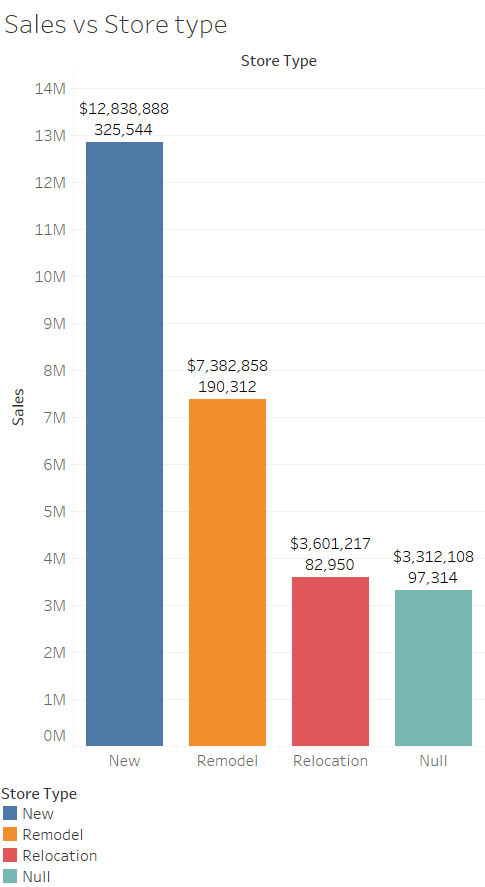 Sales vs Store type
Store Type
14M
13M
12M
11M
10M
9M
8M
7M
6M
5M
4M
3M
2M
1M
0M
Sales
$12,838,888
325,544
$7,382,858
190,312
$3,601,217
82,950
$3,312,108
97,314
New Remodel Relocation Null
Store Type
New
Remodel
Relocation
Null